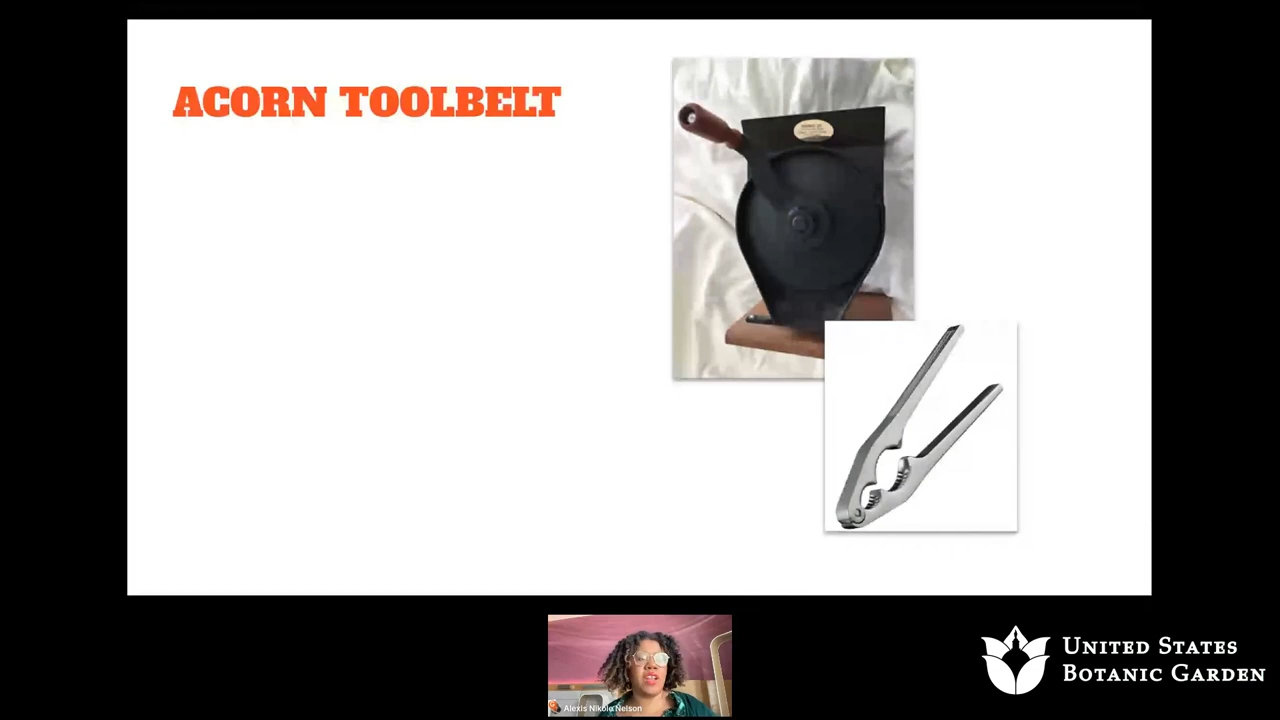 ACORN TOOLBELT
Alexis Nikole Nelson
UNITED STATES
BOTANIC GARDEN